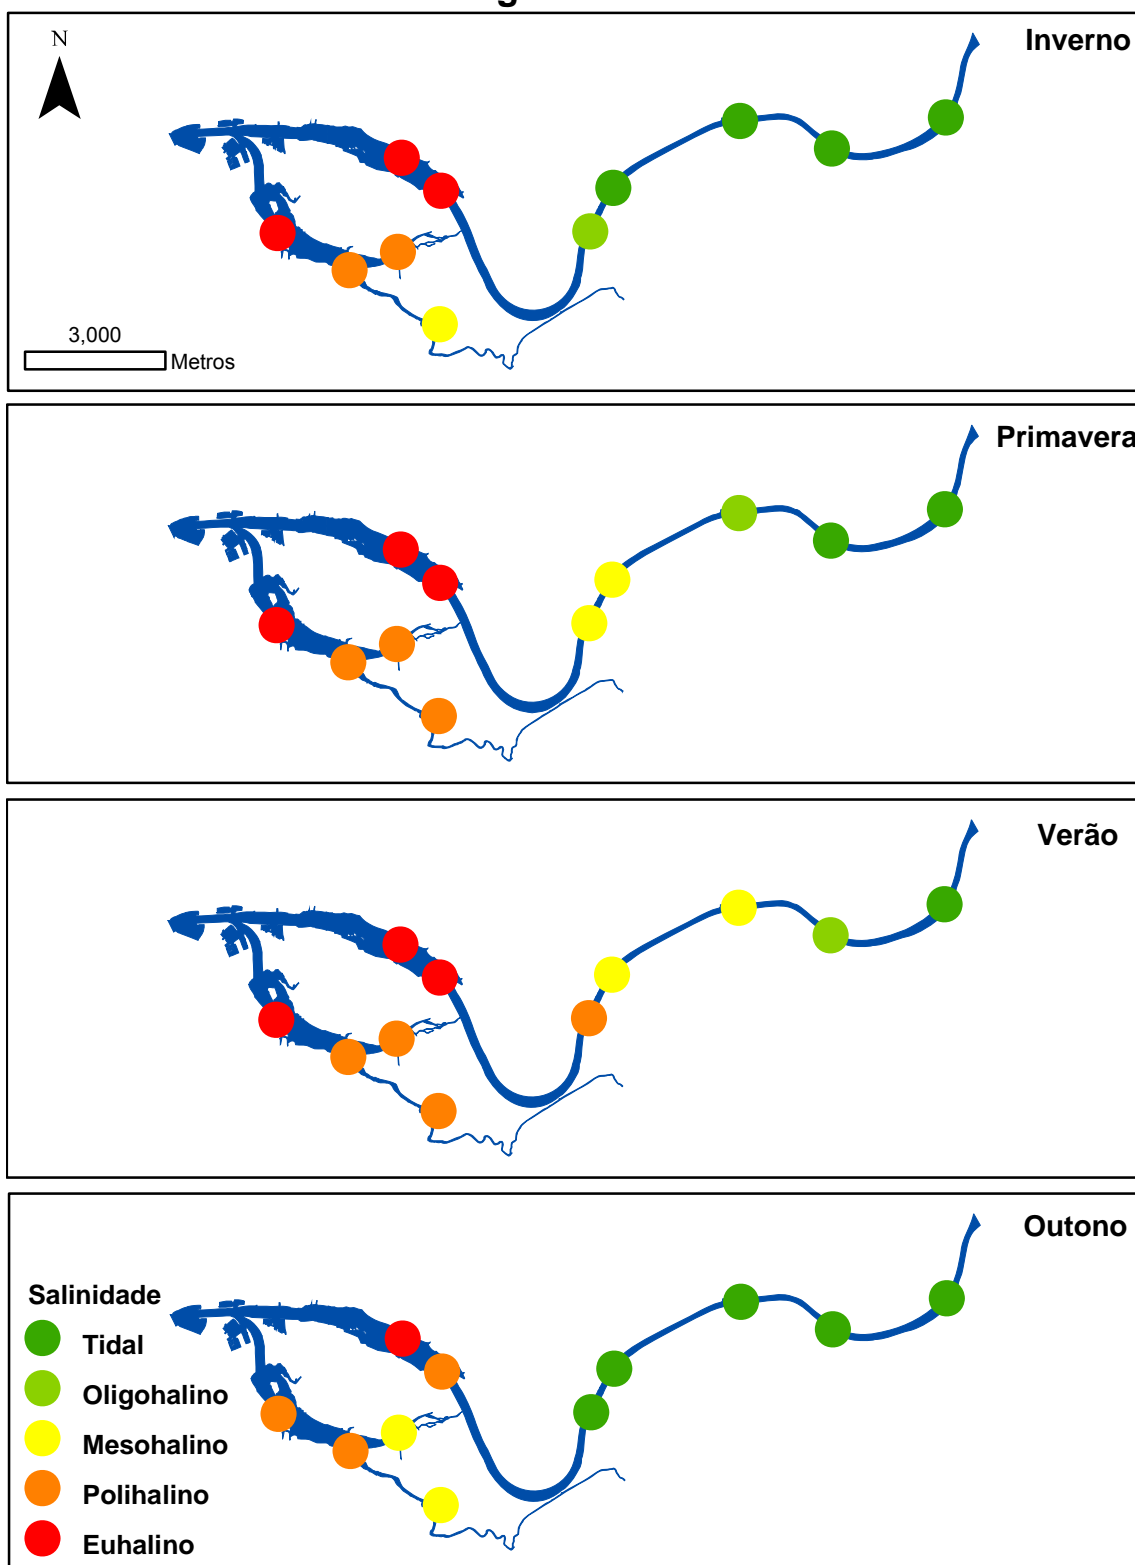 N
Inverno
3,000
Metros
Primavera
Verão
Outono
Salinidade
Tidal
Oligohalino
Mesohalino
Polihalino
Euhalino